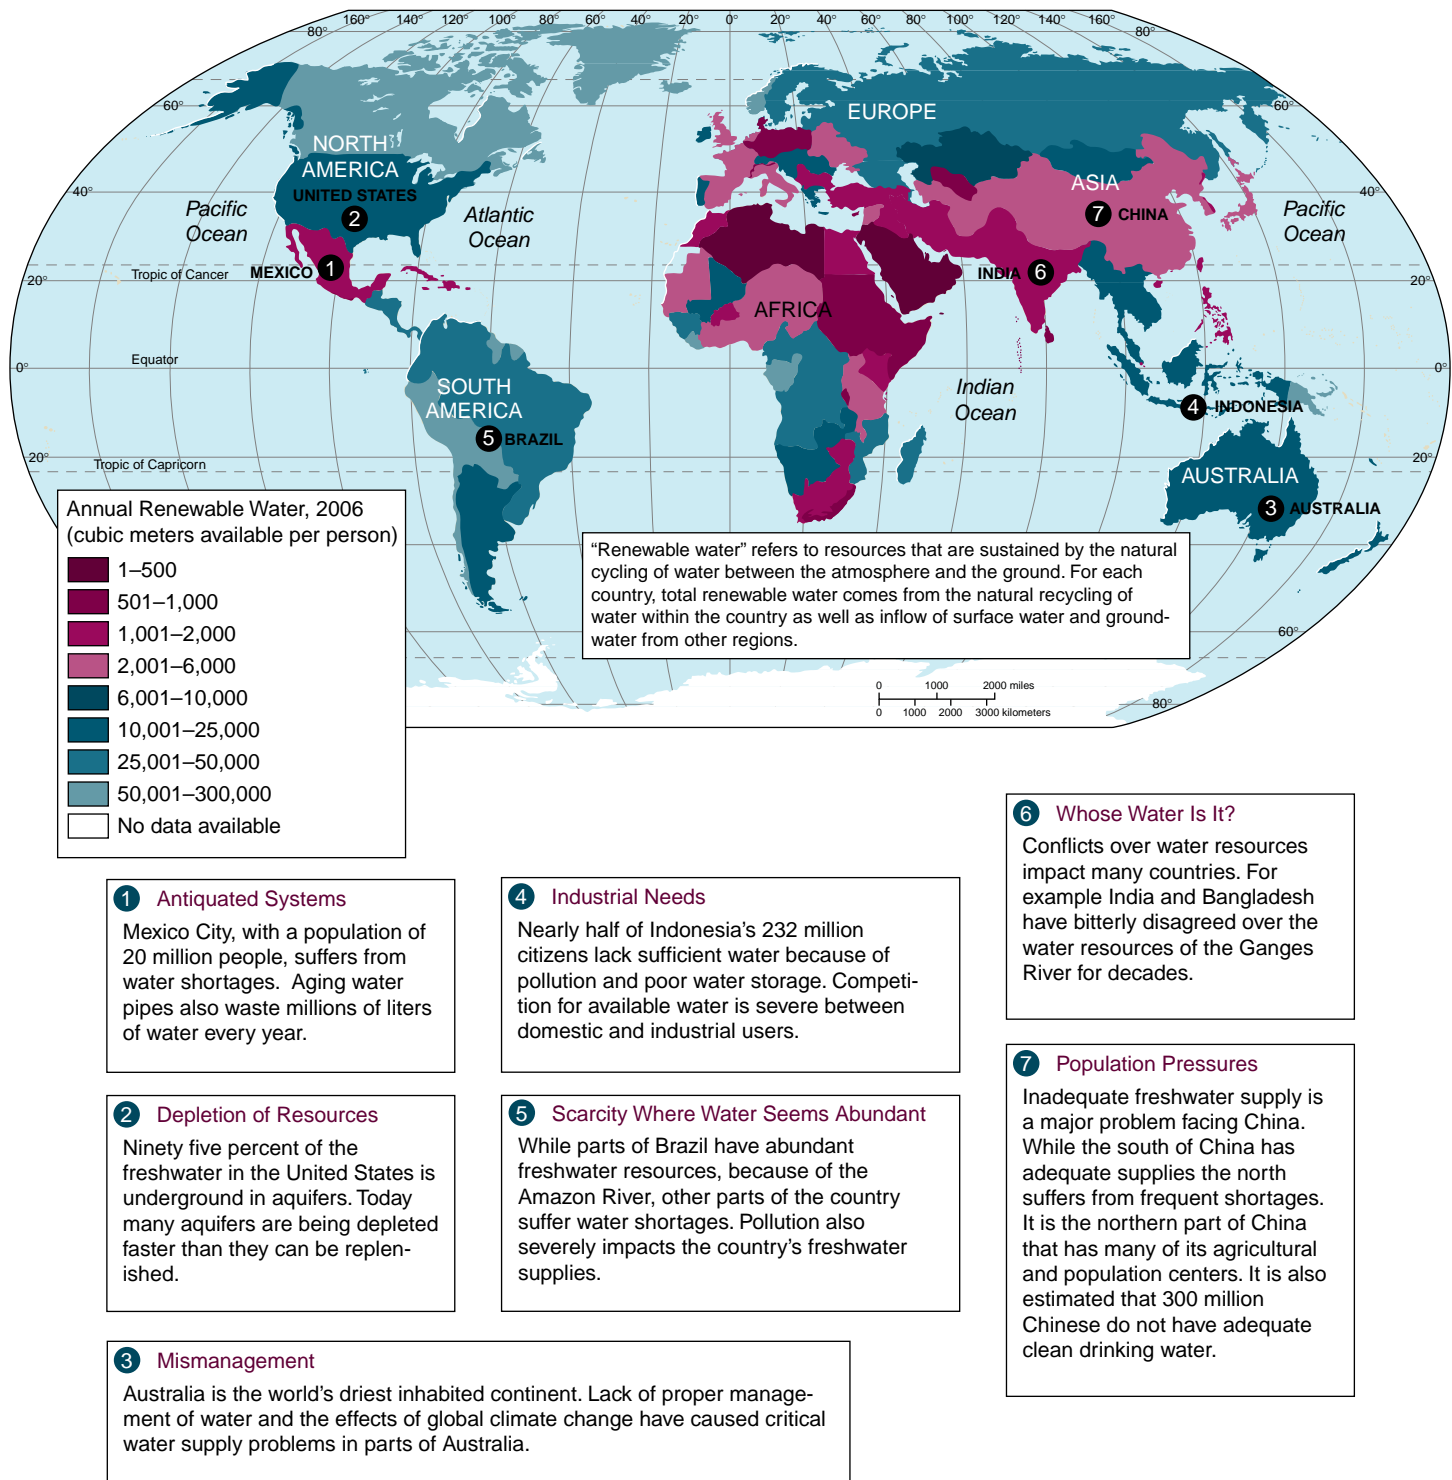 160° 140° 120° 100° 80° 60° 40° 20° 0° 20° 40° 60° 80° 100° 120° 140° 160°
80° 80°
60° 60°
40° 40°
20° 20°
0° 0°
20° 20°
60°
80°
NORTH
AMERICA
UNITED STATES
2
Pacific
Ocean
Atlantic
Ocean
MEXICO 1
Tropic of Cancer
Equator
SOUTH
AMERICA
5 BRAZIL
Tropic of Capricorn
EUROPE
ASIA
7 CHINA
Pacific
Ocean
INDIA 6
AFRICA
Indian
Ocean
4 INDONESIA
AUSTRALIA
3 AUSTRALIA
Annual Renewable Water, 2006
(cubic meters available per person)
1–500
501–1,000
1,001–2,000
2,001–6,000
6,001–10,000
10,001–25,000
25,001–50,000
50,001–300,000
No data available
“Renewable water” refers to resources that are sustained by the natural
cycling of water between the atmosphere and the ground. For each
country, total renewable water comes from the natural recycling of
water within the country as well as inflow of surface water and ground-
water from other regions.
0 1000 2000 miles
0 1000 2000 3000 kilometers
1 Antiquated Systems
Mexico City, with a population of
20 million people, suffers from
water shortages.  Aging water
pipes also waste millions of liters
of water every year.
2 Depletion of Resources
Ninety five percent of the
freshwater in the United States is
underground in aquifers. Today
many aquifers are being depleted
faster than they can be replen-
ished.
3 Mismanagement
Australia is the world’s driest inhabited continent. Lack of proper manage-
ment of water and the effects of global climate change have caused critical
water supply problems in parts of Australia.
4 Industrial Needs
Nearly half of Indonesia’s 232 million
citizens lack sufficient water because of
pollution and poor water storage. Competi-
tion for available water is severe between
domestic and industrial users.
5 Scarcity Where Water Seems Abundant
While parts of Brazil have abundant
freshwater resources, because of the
Amazon River, other parts of the country
suffer water shortages. Pollution also
severely impacts the country’s freshwater
supplies.
6 Whose Water Is It?
Conflicts over water resources
impact many countries. For
example India and Bangladesh
have bitterly disagreed over the
water resources of the Ganges
River for decades.
7 Population Pressures
Inadequate freshwater supply is
a major problem facing China.
While the south of China has
adequate supplies the north
suffers from frequent shortages.
It is the northern part of China
that has many of its agricultural
and population centers. It is also
estimated that 300 million
Chinese do not have adequate
clean drinking water.